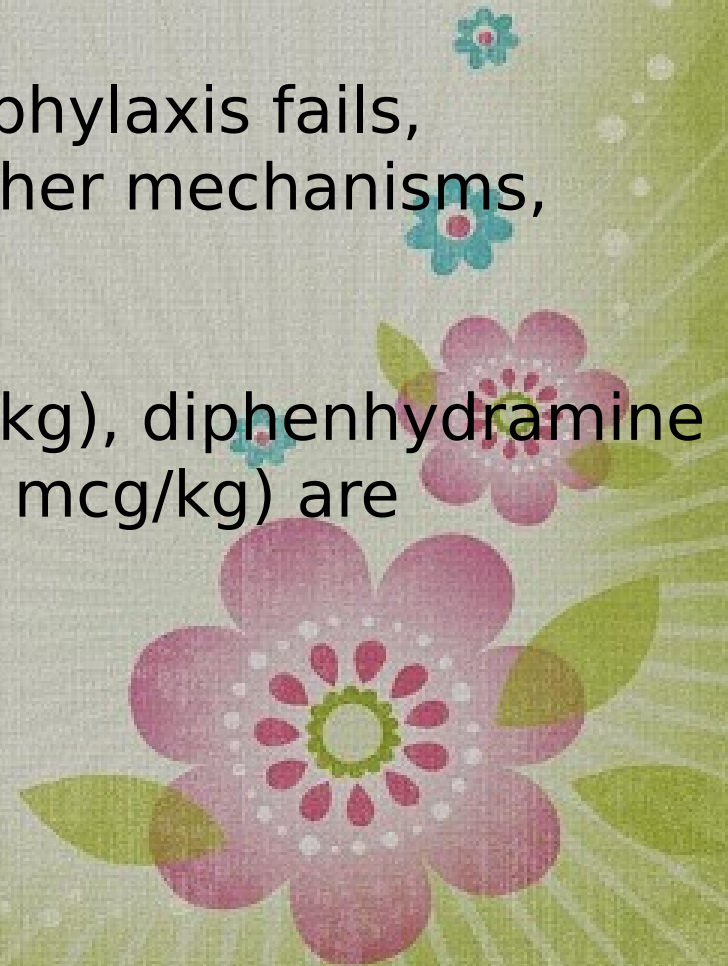 phylaxis fails,
her mechanisms,
kg), diphenhydramine
mcg/kg) are